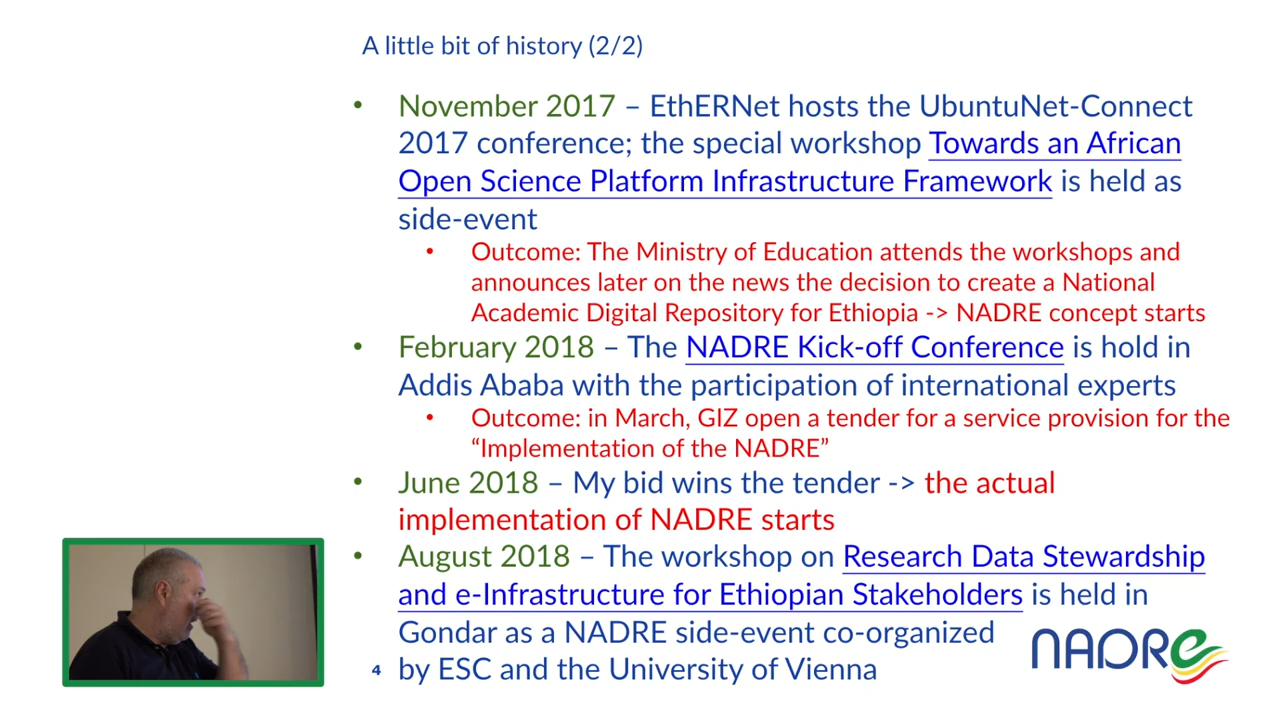 A little bit of history (2/2)
• November 2017 – EthERNet hosts the UbuntuNet-Connect
2017 conference; the special workshop Towards an African
Open Science Platform Infrastructure Framework is held as
side-event
• Outcome: The Ministry of Education attends the workshops and
announces later on the news the decision to create a National
Academic Digital Repository for Ethiopia -> NADRE concept starts
• February 2018 – The NADRE Kick-off Conference is hold in
Addis Ababa with the participation of international experts
• Outcome: in March, GIZ open a tender for a service provision for the
“Implementation of the NADRE”
• June 2018 – My bid wins the tender -> the actual
implementation of NADRE starts
• August 2018 – The workshop on Research Data Stewardship
and e-Infrastructure for Ethiopian Stakeholders is held in
Gondar as a NADRE side-event co-organized
by ESC and the University of Vienna
4
NADRe